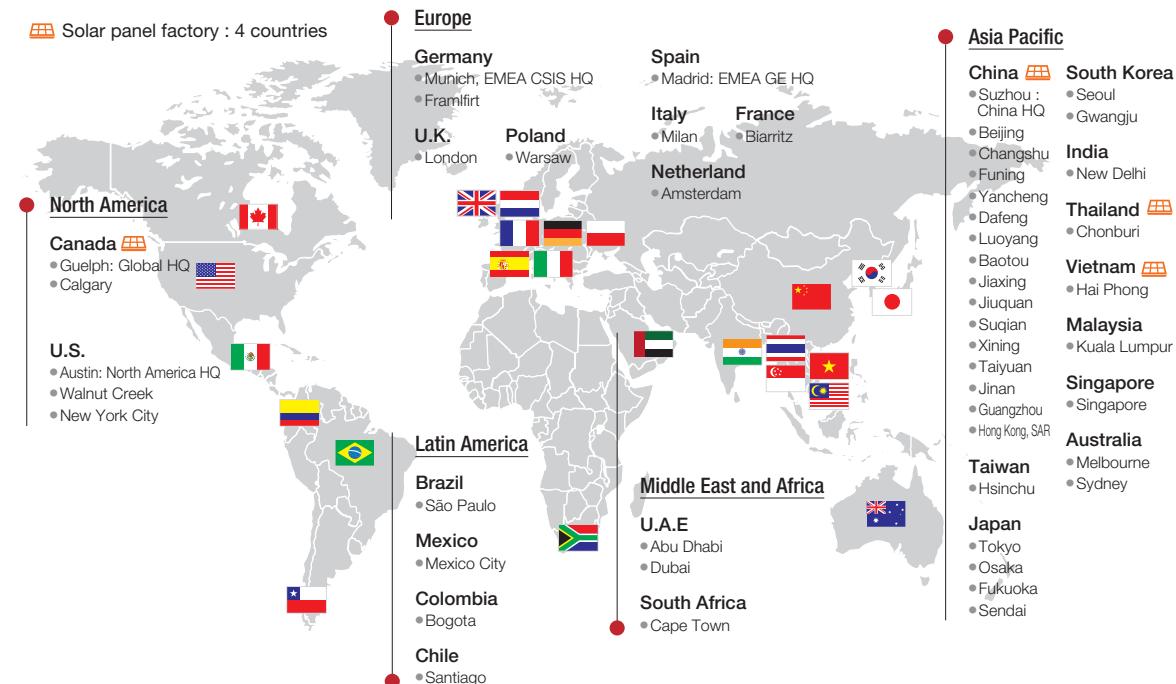 Solar panel factory : 4 countries
Europe
Germany
Munich, EMEA CSIS HQ
Framlfirt
U.K.
London
Poland
Warsaw
Spain
Madrid: EMEA GE HQ
Italy
Milan
France
Biarritz
Netherland
Amsterdam
North America
Canada
Guelph: Global HQ
Calgary
U.S.
Austin: North America HQ
Walnut Creek
New York City
Latin America
Brazil
São Paulo
Mexico
Mexico City
Colombia
Bogota
Chile
Santiago
Middle East and Africa
U.A.E
Abu Dhabi
Dubai
South Africa
Cape Town
Asia Pacific
China
Suzhou :
China HQ
Beijing
Changshu
Funing
Yancheng
Dafeng
Luoyang
Baotou
Jiaxing
Jiuquan
Suqian
Xining
Taiyuan
Jinan
Guangzhou
Hong Kong, SAR
Taiwan
Hsinchu
Japan
Tokyo
Osaka
Fukuoka
Sendai
South Korea
Seoul
Gwangju
India
New Delhi
Thailand
Chonburi
Vietnam
Hai Phong
Malaysia
Kuala Lumpur
Singapore
Singapore
Australia
Melbourne
Sydney